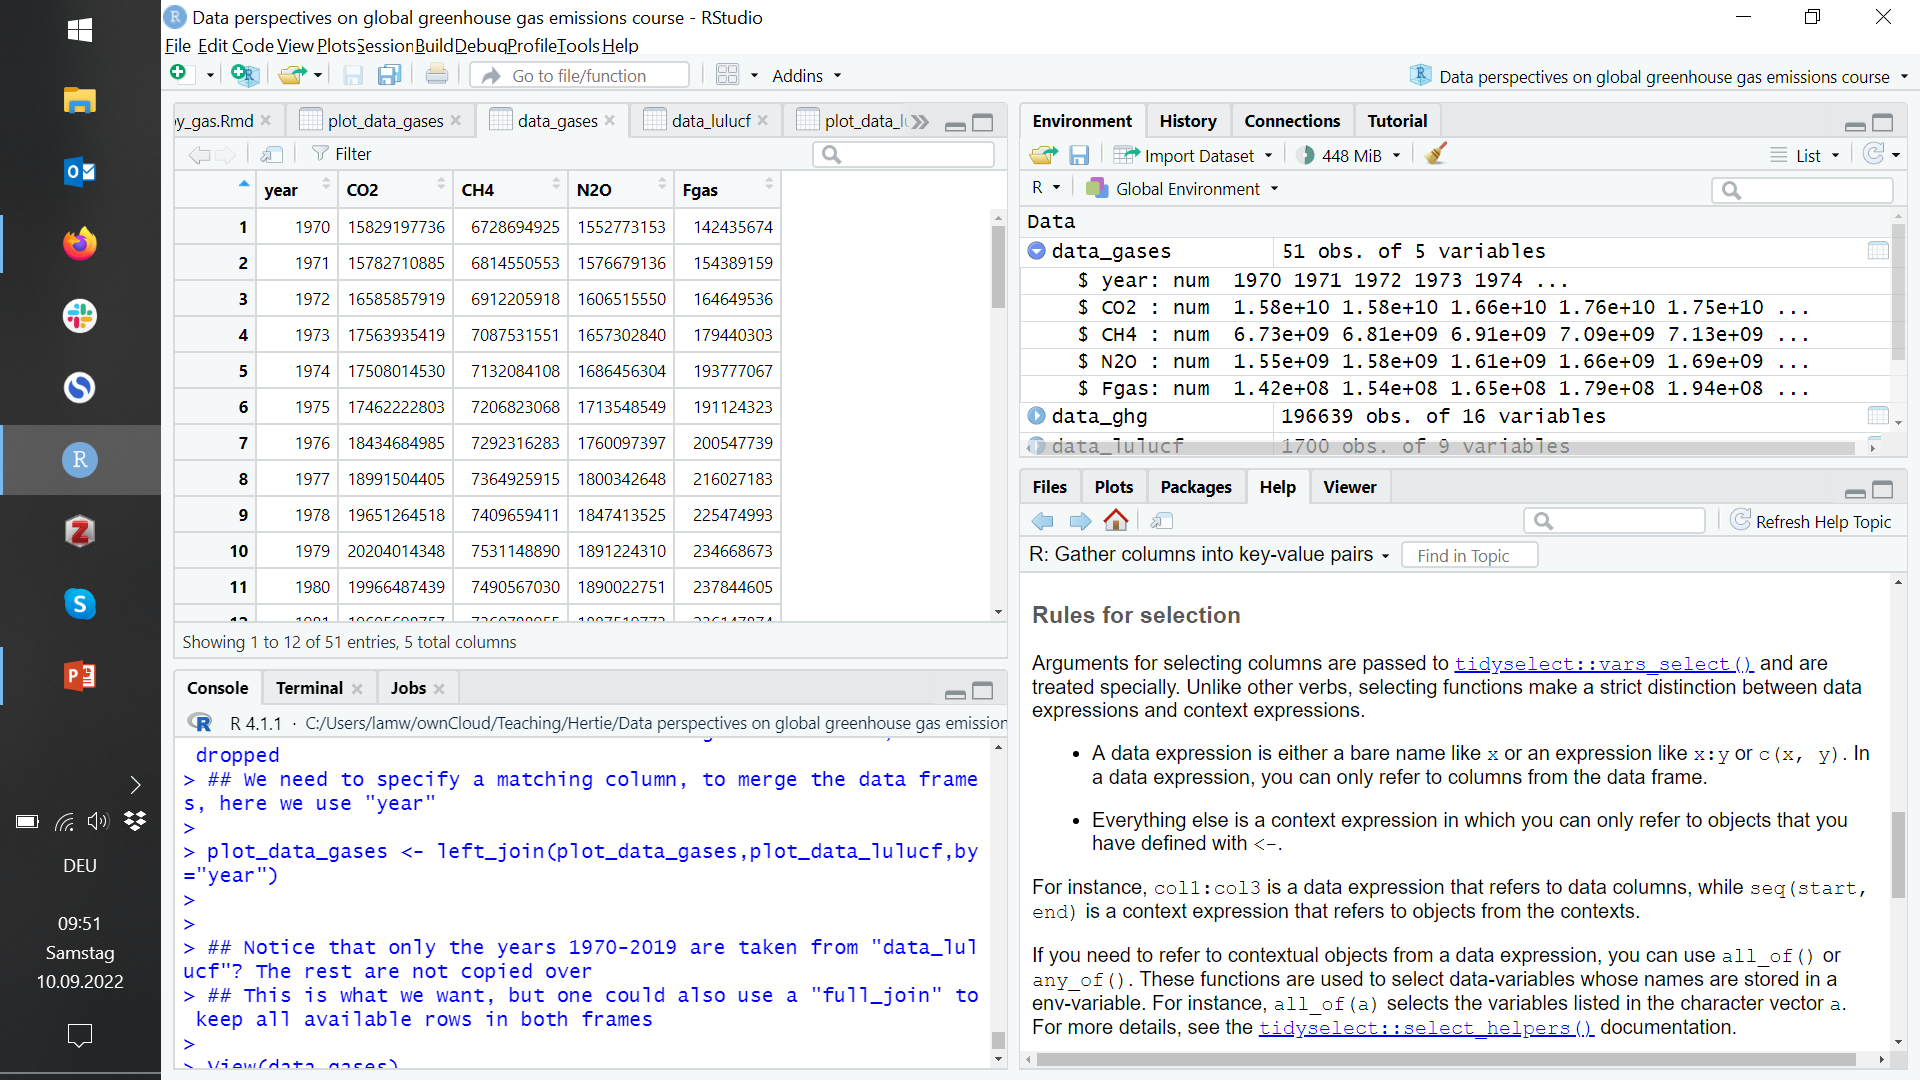 Data perspectives on global greenhouse gas emissions course - RStudio
File Edit Code View Plots Session Build Debug Profile Tools Help
Go to file/function
Addins
Data perspectives on global greenhouse gas emissions course
y_gas.Rmd
plot_data_gases
data_gases
data_lulucf
Filter
year CO2 CH4 N2O Fgas
1 1970 15829197736 6728694925 1552773153 142435674
2 1971 15782710885 6814550553 1576679136 154389159
3 1972 16585857919 6912205918 1606515550 164649536
4 1973 17563935419 7087531551 1657302840 179440303
5 1974 17508014530 7132084108 1686456304 193777067
6 1975 17462222803 7206823068 1713548549 191124323
7 1976 18434684985 7292316283 1760097397 200547739
8 1977 18991504405 7364925915 1800342648 216027183
9 1978 19651264518 7409659411 1847413525 225474993
10 1979 20204014348 7531148890 1891224310 234668673
11 1980 19966487439 7490567030 1890022751 237844605
Showing 1 to 12 of 51 entries, 5 total columns
Console Terminal Jobs
R 4.1.1 · C:/Users/lamw/ownCloud/Teaching/Hertie/Data perspectives on global greenhouse gas emission
dropped
> ## We need to specify a matching column, to merge the data frame
s, here we use "year"
>
> plot_data_gases <- left_join(plot_data_gases,plot_data_lulucf,by
="year")
>
>
> ## Notice that only the years 1970-2019 are taken from "data_lul
ucf"? The rest are not copied over
> ## This is what we want, but one could also use a "full_join" to
keep all available rows in both frames
>
> View(data_gases)
Environment History Connections Tutorial
Import Dataset
448 MiB
List
R
Global Environment
Data
data_gases 51 obs. of 5 variables
$ year: num 1970 1971 1972 1973 1974 ...
$ CO2 : num 1.58e+10 1.58e+10 1.66e+10 1.76e+10 1.75e+10 ...
$ CH4 : num 6.73e+09 6.81e+09 6.91e+09 7.09e+09 7.13e+09 ...
$ N2O : num 1.55e+09 1.58e+09 1.61e+09 1.66e+09 1.69e+09 ...
$ Fgas: num 1.42e+08 1.54e+08 1.65e+08 1.79e+08 1.94e+08 ...
data_ghg 196639 obs. of 16 variables
data_lulucf 1700 obs. of 9 variables
Files Plots Packages Help Viewer
Refresh Help Topic
R: Gather columns into key-value pairs
Find in Topic
Rules for selection
Arguments for selecting columns are passed to tidyselect::vars_select() and are
treated specially. Unlike other verbs, selecting functions make a strict distinction between data
expressions and context expressions.
• A data expression is either a bare name like x or an expression like x:y or c(x, y). In
a data expression, you can only refer to columns from the data frame.
• Everything else is a context expression in which you can only refer to objects that you
have defined with <-.
For instance, col1:col3 is a data expression that refers to data columns, while seq(start,
end) is a context expression that refers to objects from the contexts.
If you need to refer to contextual objects from a data expression, you can use all_of() or
any_of(). These functions are used to select data-variables whose names are stored in a
env-variable. For instance, all_of(a) selects the variables listed in the character vector a.
For more details, see the tidyselect::select_helpers() documentation.
DEU
09:51
Samstag
10.09.2022